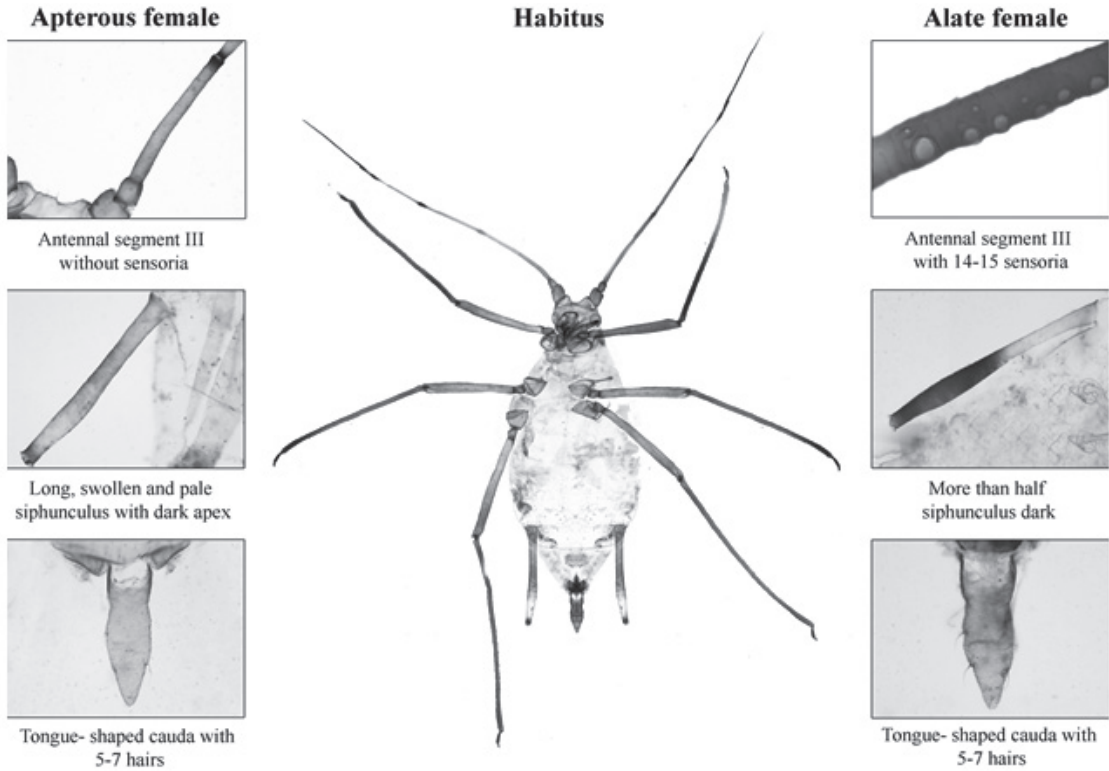 Apterous female
Habitus
Alate female
Antennal segment III
without sensoria
Antennal segment III
with 14-15 sensoria
Long, swollen and pale
siphunculus with dark apex
More than half
siphunculus dark
Tongue- shaped cauda with
5-7 hairs
Tongue- shaped cauda with
5-7 hairs